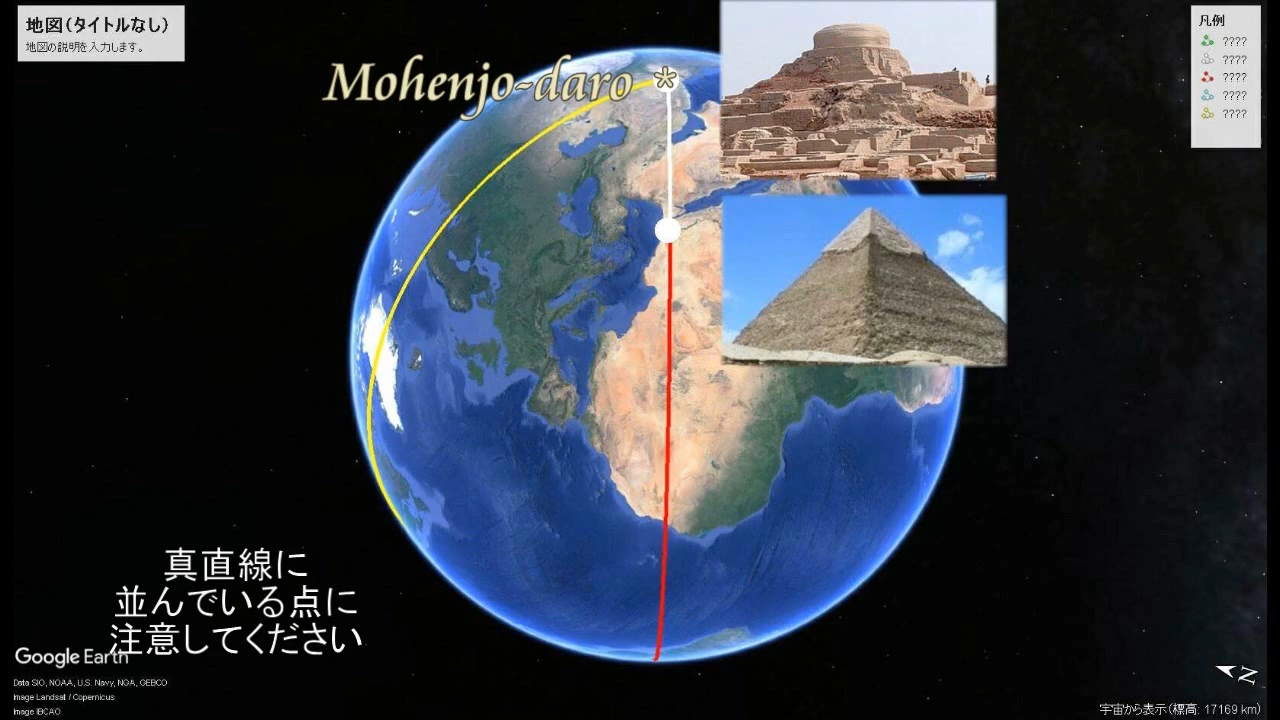 地図(タイトルなし)
地図の説明を入力します。
凡例
????
????
????
????
????
Mohenjo-daro *
真直線に
並んでいる点に
注意してください
Google Earth
Data SIO, NOAA, U.S. Navy, NGA, GEBCO
Image Landsat / Copernicus
Image IBCAO
N
宇宙から表示(標高: 17169 km)